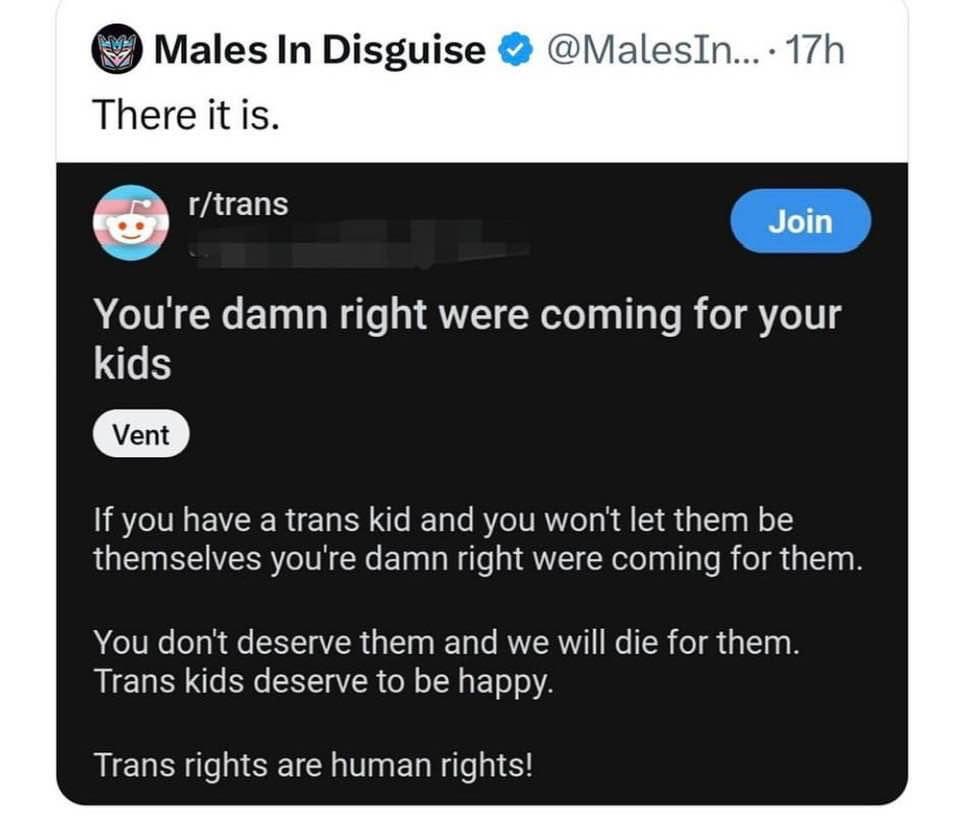 Males In Disguise @MalesIn... · 17h
There it is.
r/trans
Join
You're damn right were coming for your
kids
Vent
If you have a trans kid and you won't let them be
themselves you're damn right were coming for them.
You don't deserve them and we will die for them.
Trans kids deserve to be happy.
Trans rights are human rights!